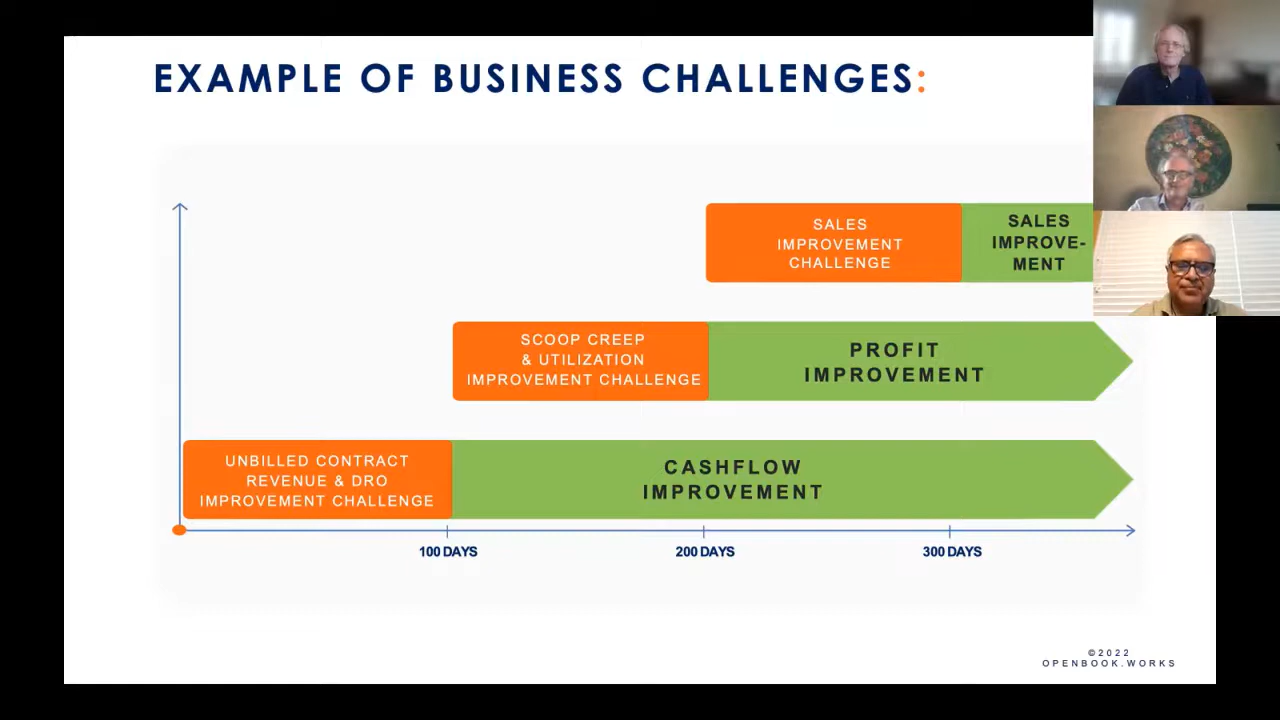 EXAMPLE OF BUSINESS CHALLENGES:
SALES
IMPROVEMENT
CHALLENGE
SALES
IMPROVE-
MENT
SCOOP CREEP
& UTILIZATION
IMPROVEMENT CHALLENGE
PROFIT
IMPROVEMENT
UNBILLED CONTRACT
REVENUE & DRO
IMPROVEMENT CHALLENGE
CASHFLOW
IMPROVEMENT
100 DAYS
200 DAYS
300 DAYS
©2022
OPENBOOK.WORKS